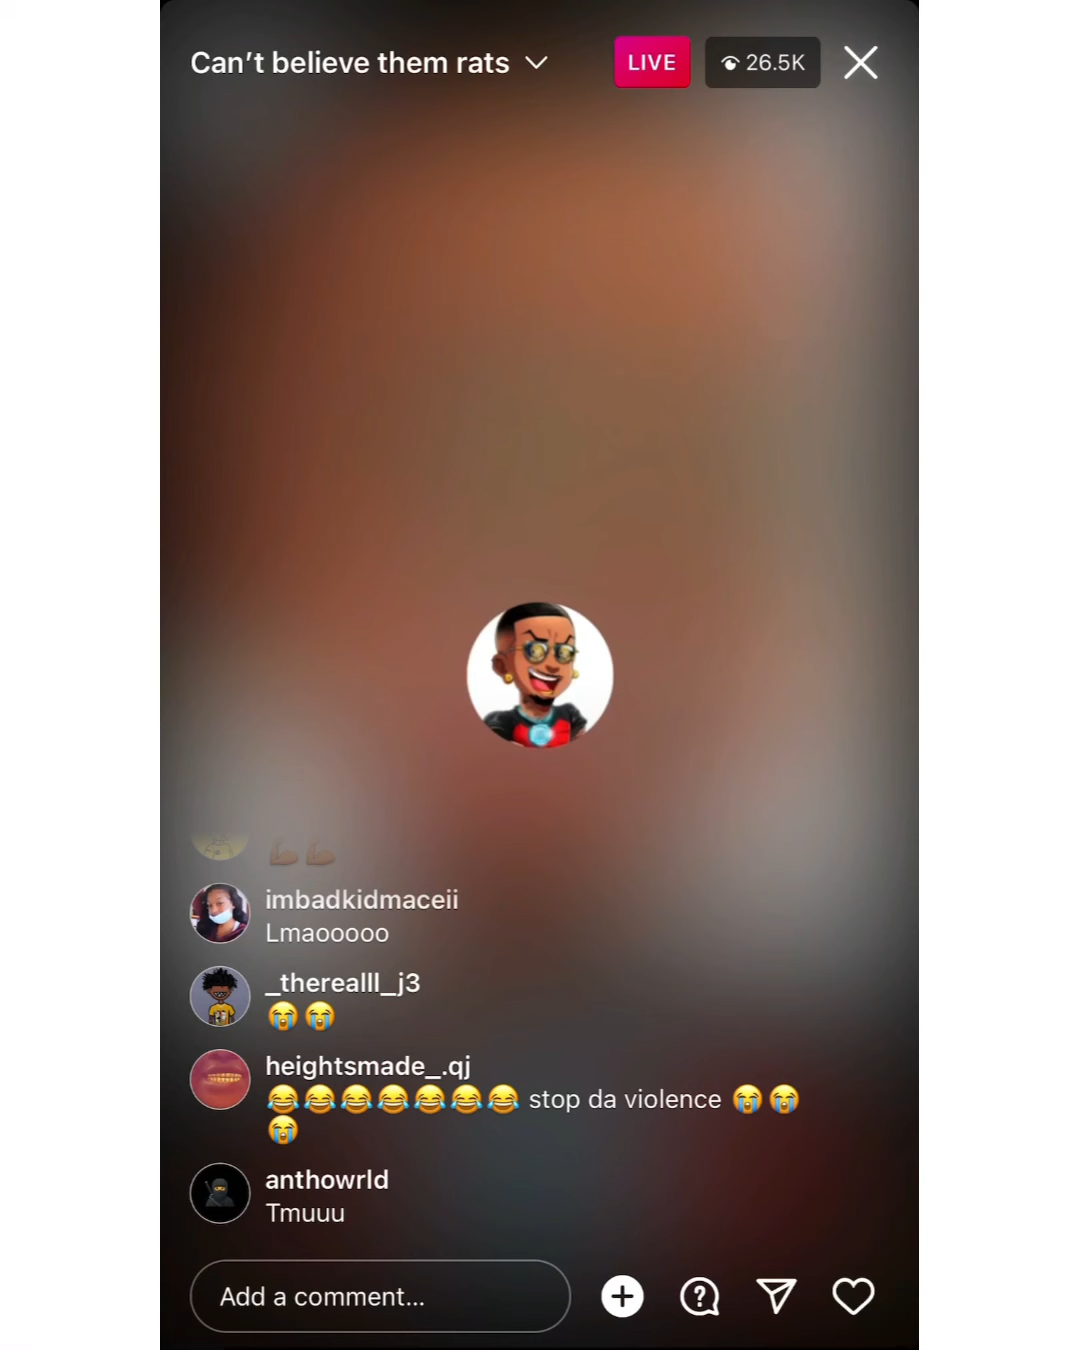 Can't believe them rats
LIVE
26.5K
imbadkidmaceii
Lmaooooo
_therealll_j3
😭😭
heightsmade_.qj
😂😂😂😂😂😂😂 stop da violence 😭😭
😭
anthowrld
Tmuuu
Add a comment...